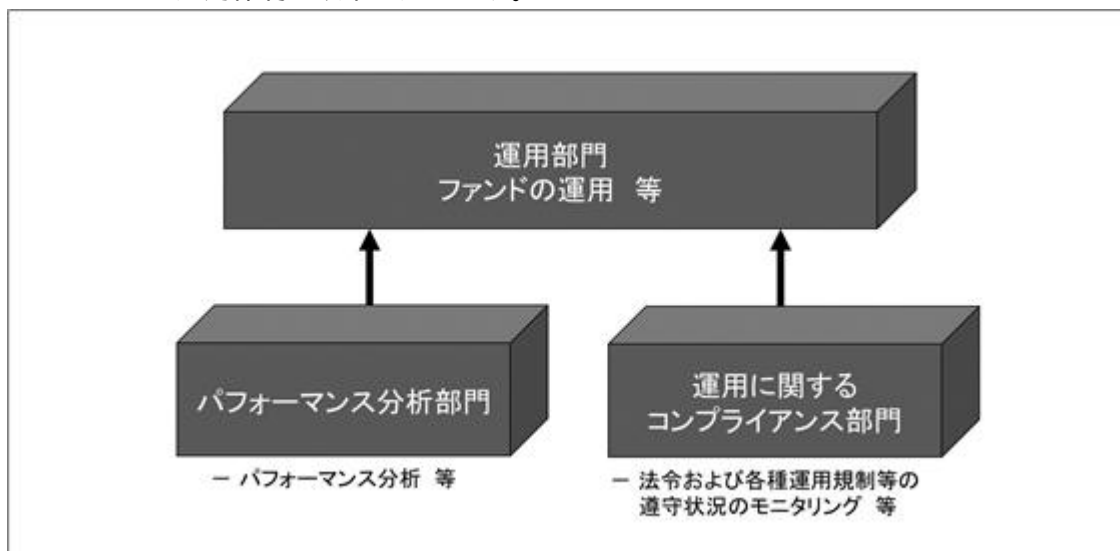 運用部門
ファンドの運用 等
パフォーマンス分析部門
運用に関する
コンプライアンス部門
－ パフォーマンス分析 等
－ 法令および各種運用規制等の
遵守状況のモニタリング 等